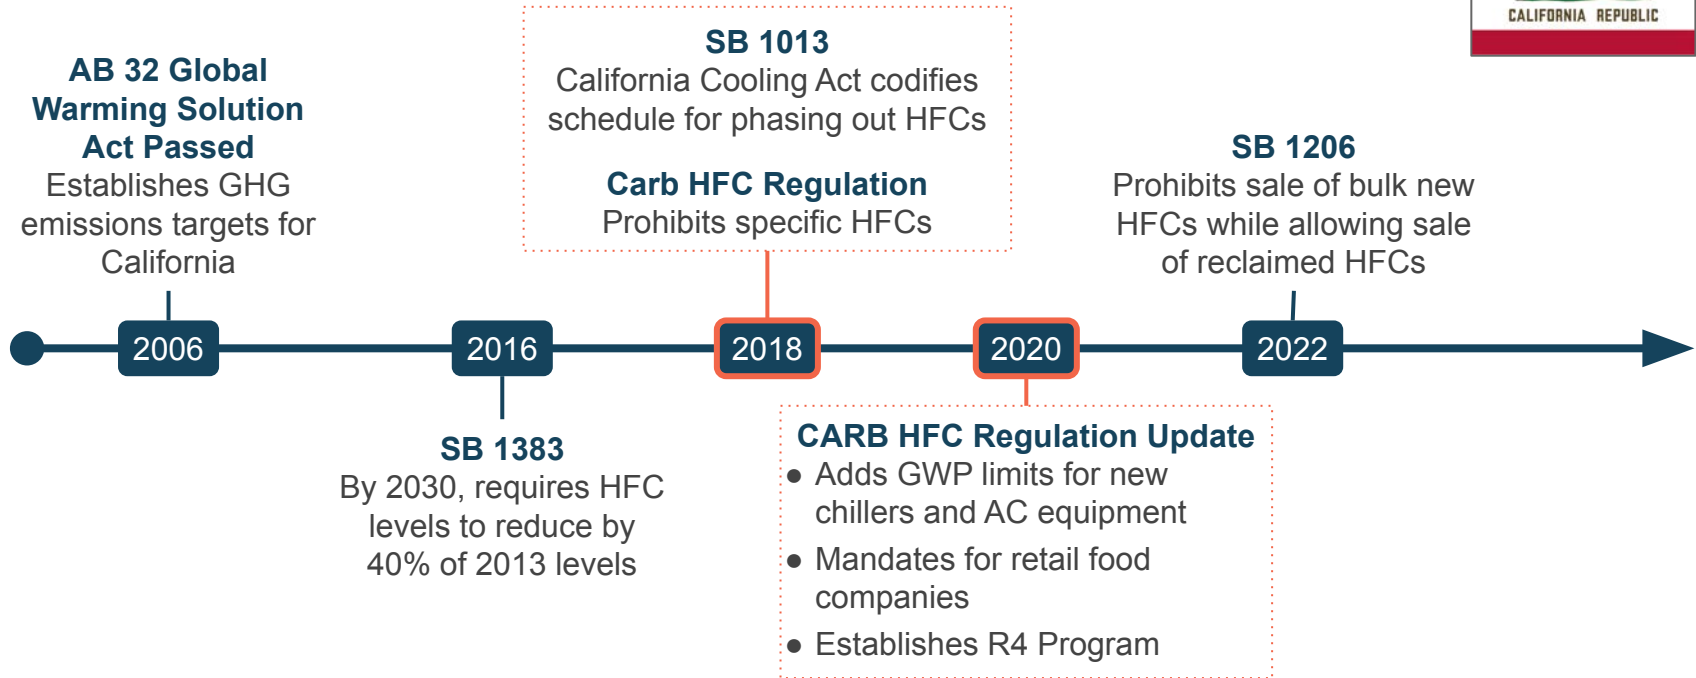 CALIFORNIA REPUBLIC
AB 32 Global
Warming Solution
Act Passed
Establishes GHG
emissions targets for
California
SB 1013
California Cooling Act codifies
schedule for phasing out HFCs
Carb HFC Regulation
Prohibits specific HFCs
SB 1206
Prohibits sale of bulk new
HFCs while allowing sale
of reclaimed HFCs
2006
2016
2018
2020
2022
SB 1383
By 2030, requires HFC
levels to reduce by
40% of 2013 levels
CARB HFC Regulation Update
● Adds GWP limits for new
chillers and AC equipment
● Mandates for retail food
companies
● Establishes R4 Program